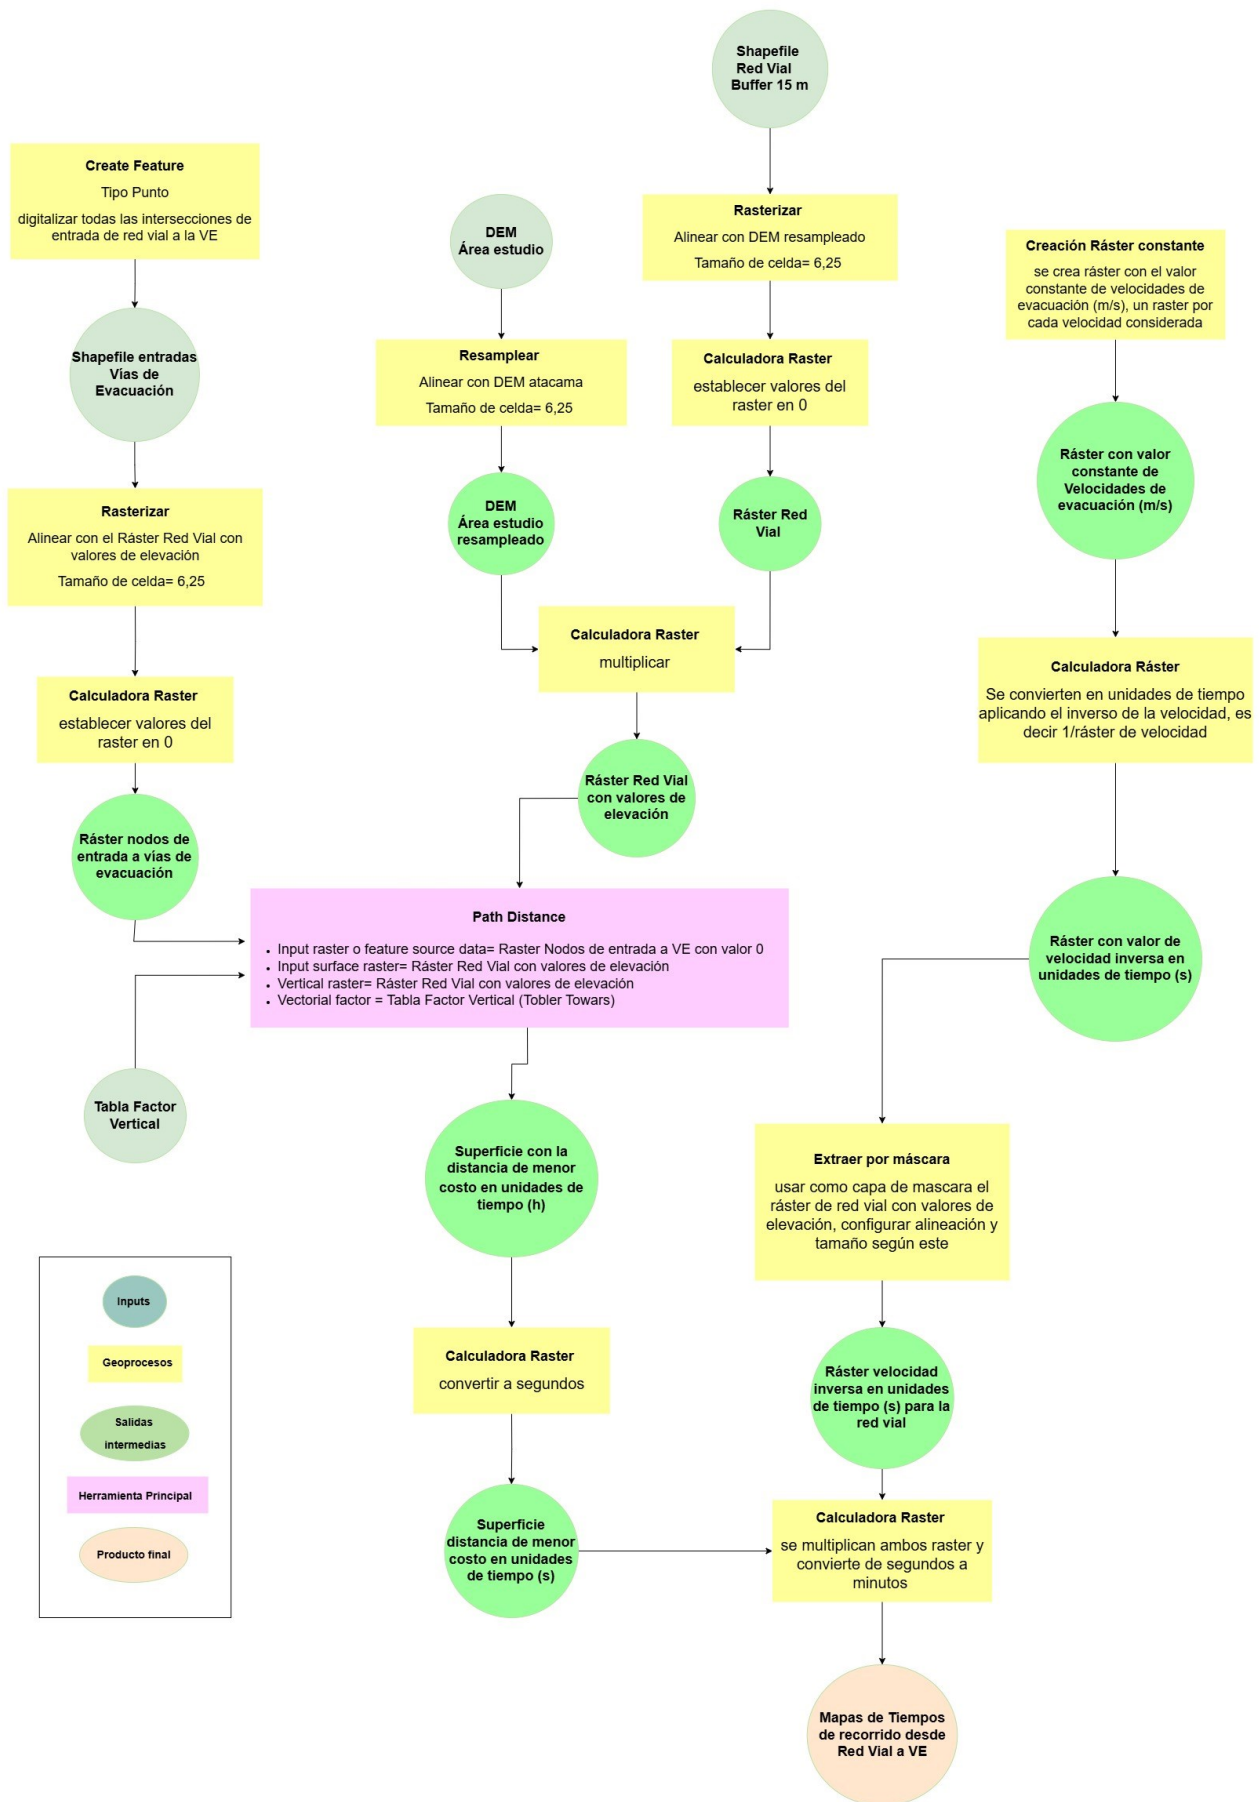 Shapefile
Red Vial
Buffer 15 m
Create Feature
Tipo Punto
digitalizar todas las intersecciones de
entrada de red vial a la VE
DEM
Área estudio
Rasterizar
Alinear con DEM resampleado
Tamaño de celda= 6,25
Creación Ráster constante
se crea ráster con el valor
constante de velocidades de
evacuación (m/s), un raster por
cada velocidad considerada
Shapefile entradas
Vías de
Evacuación
Resamplear
Alinear con DEM atacama
Tamaño de celda= 6,25
Calculadora Raster
establecer valores del
raster en 0
Ráster con valor
constante de
Velocidades de
evacuación (m/s)
Rasterizar
Alinear con el Ráster Red Vial con
valores de elevación
Tamaño de celda= 6,25
DEM
Área estudio
resampleado
Ráster Red
Vial
Calculadora Raster
multiplicar
Calculadora Ráster
Se convierten en unidades de tiempo
aplicando el inverso de la velocidad, es
decir 1/ráster de velocidad
Calculadora Raster
establecer valores del
raster en 0
Ráster Red Vial
con valores de
elevación
Ráster nodos de
entrada a vías de
evacuación
Path Distance
• Input raster o feature source data= Raster Nodos de entrada a VE con valor 0
• Input surface raster= Ráster Red Vial con valores de elevación
• Vertical raster= Ráster Red Vial con valores de elevación
• Vectorial factor = Tabla Factor Vertical (Tobler Towars)
Ráster con valor de
velocidad inversa en
unidades de tiempo (s)
Tabla Factor
Vertical
Superficie con la
distancia de menor
costo en unidades de
tiempo (h)
Extraer por máscara
usar como capa de mascara el
ráster de red vial con valores de
elevación, configurar alineación y
tamaño según este
Inputs
Geoprocesos
Salidas
intermedias
Herramienta Principal
Producto final
Calculadora Raster
convertir a segundos
Ráster velocidad
inversa en unidades
de tiempo (s) para la
red vial
Superficie
distancia de menor
costo en unidades
de tiempo (s)
Calculadora Raster
se multiplican ambos raster y
convierte de segundos a
minutos
Mapas de Tiempos
de recorrido desde
Red Vial a VE